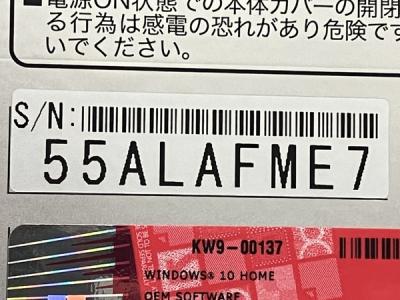 ■電源ON状態での本体カバーの開閉
る行為は感電の恐れがあり危険です
いでください。
S/N:
55ALAFME7
KW9-00137
WINDOWS® 10 HOME
OEM SOFTWARE